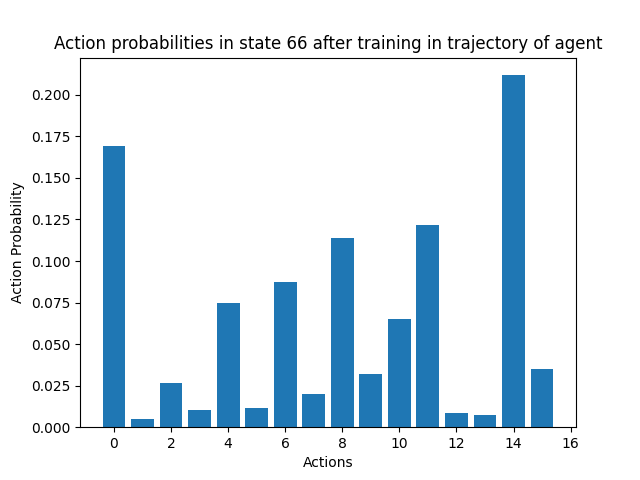 Action probabilities in state 66 after training in trajectory of agent
0.200
0.175
0.150
0.125
0.100
0.075
0.050
0.025
0.000
Action Probability
0 2 4 6 8 10 12 14 16
Actions